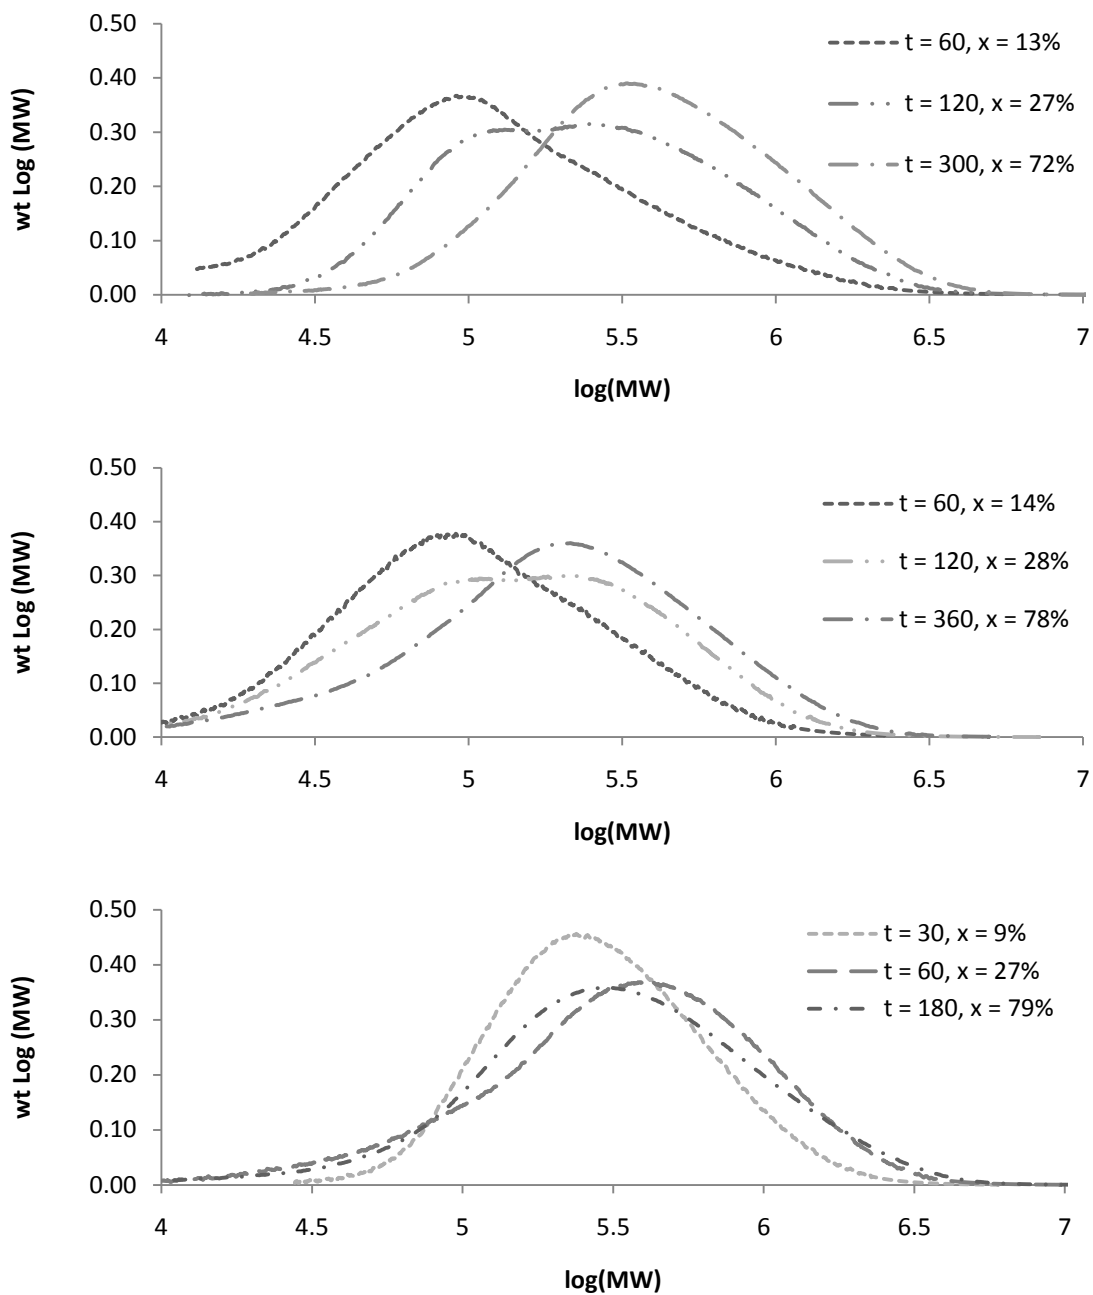 0.50
0.40
0.30
0.20
0.10
0.00
wt Log (MW)
t = 60, x = 13%
t = 120, x = 27%
t = 300, x = 72%
4 4.5 5 5.5 6 6.5 7
log(MW)
0.50
0.40
0.30
0.20
0.10
0.00
wt Log (MW)
t = 60, x = 14%
t = 120, x = 28%
t = 360, x = 78%
4 4.5 5 5.5 6 6.5 7
log(MW)
0.50
0.40
0.30
0.20
0.10
0.00
wt Log (MW)
t = 30, x = 9%
t = 60, x = 27%
t = 180, x = 79%
4 4.5 5 5.5 6 6.5 7
log(MW)